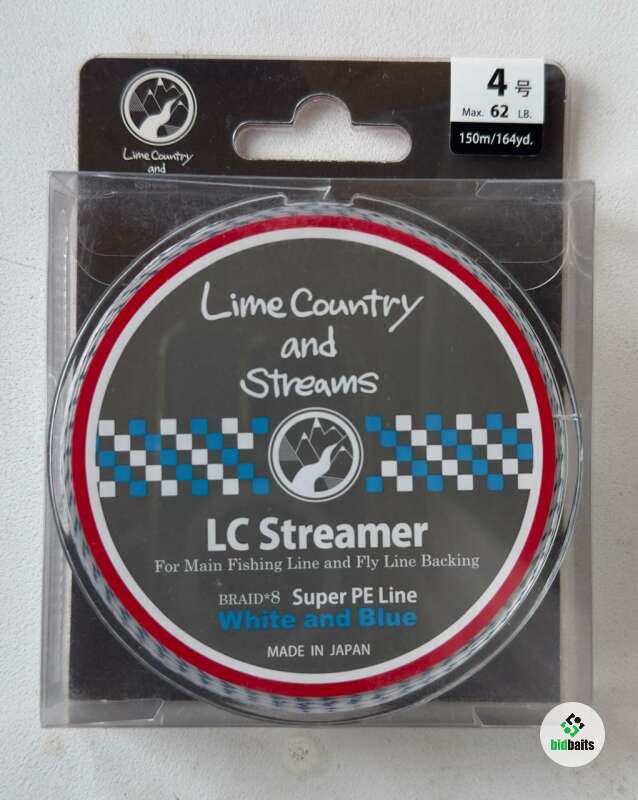 Lime Country
and
Streams
4号
Max. 62 LB.
150m/164yd.
Lime Country
and
Streams
LC Streamer
For Main Fishing Line and Fly Line Backing
BRAID*8 Super PE Line
White and Blue
MADE IN JAPAN
bidbaits